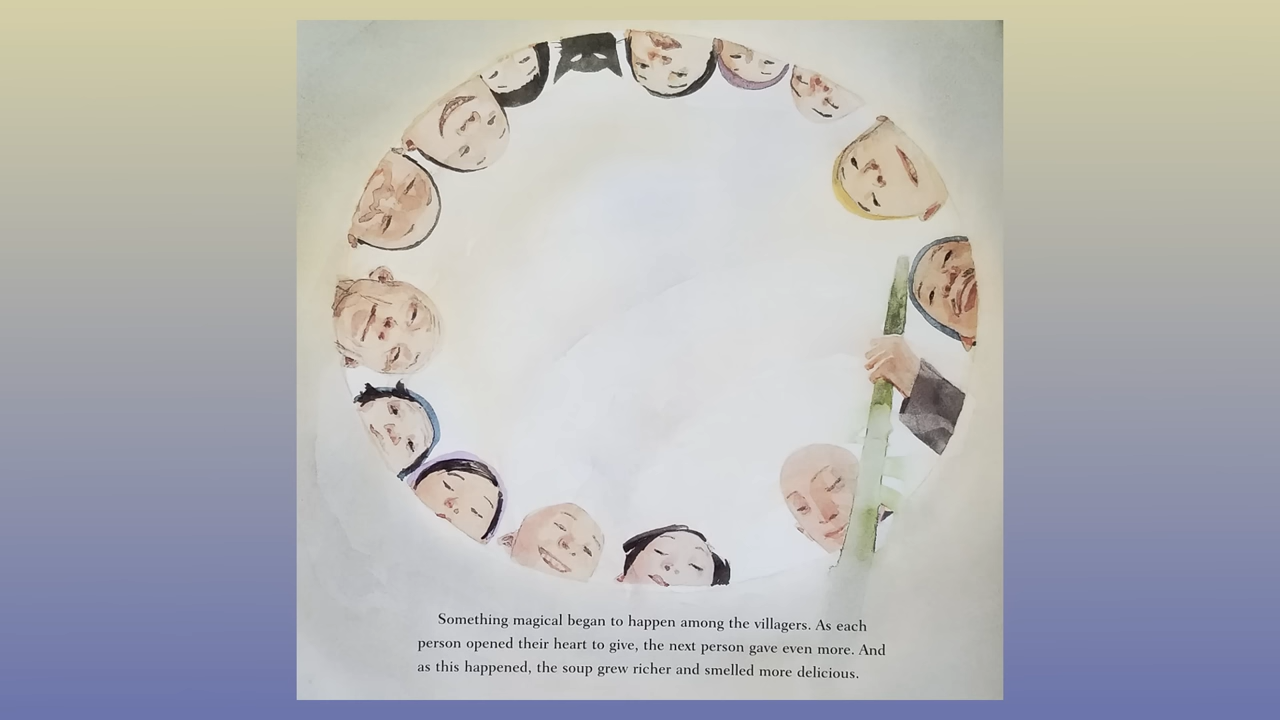 Something magical began to happen among the villagers. As each
person opened their heart to give, the next person gave even more. And
as this happened, the soup grew richer and smelled more delicious.